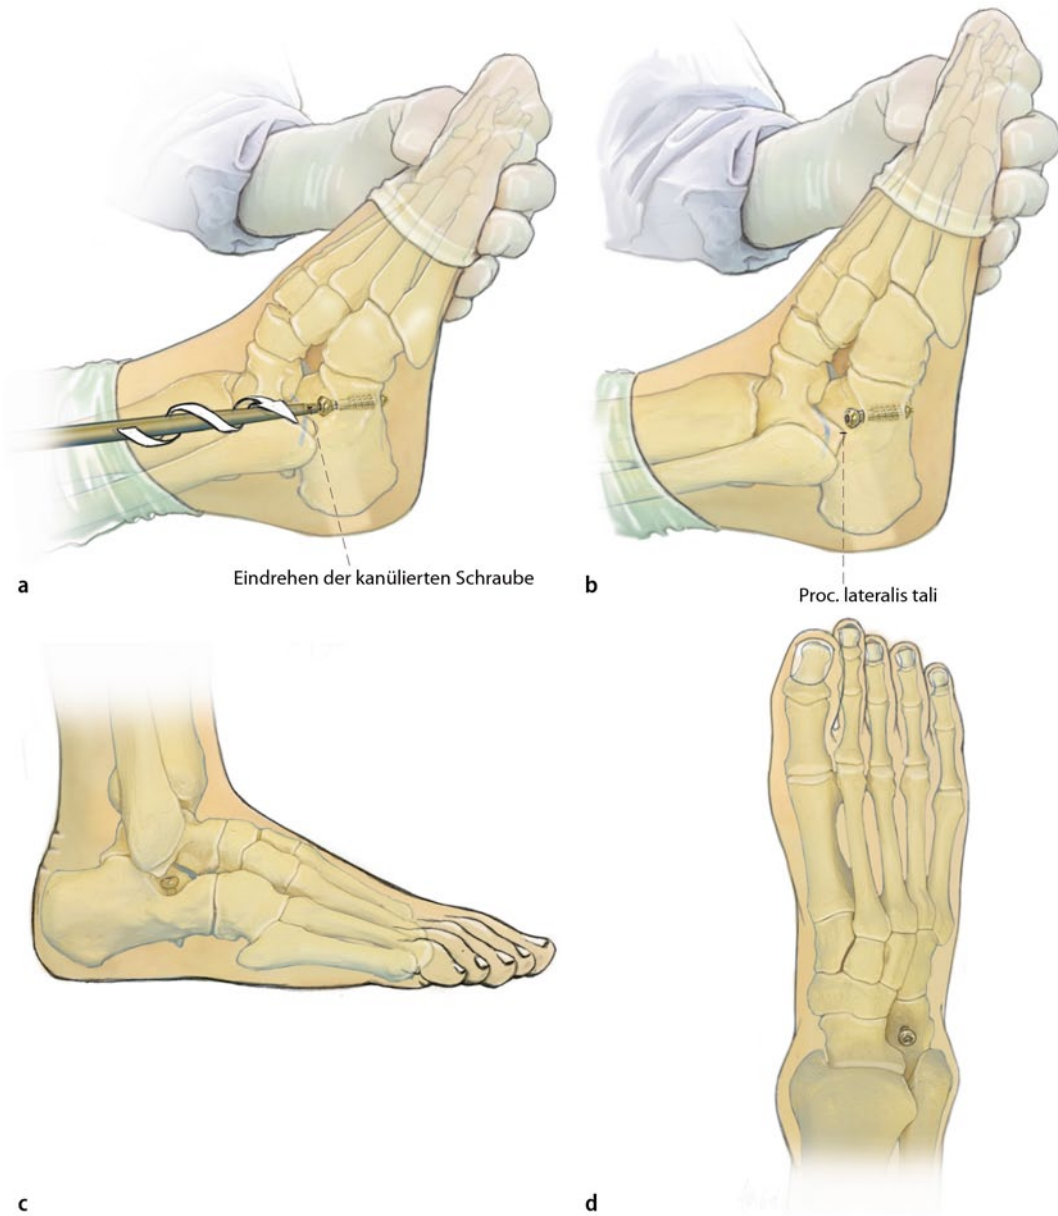 Eindrehen der kanülierten Schraube
a
b
Proc. lateralis tali
c
d